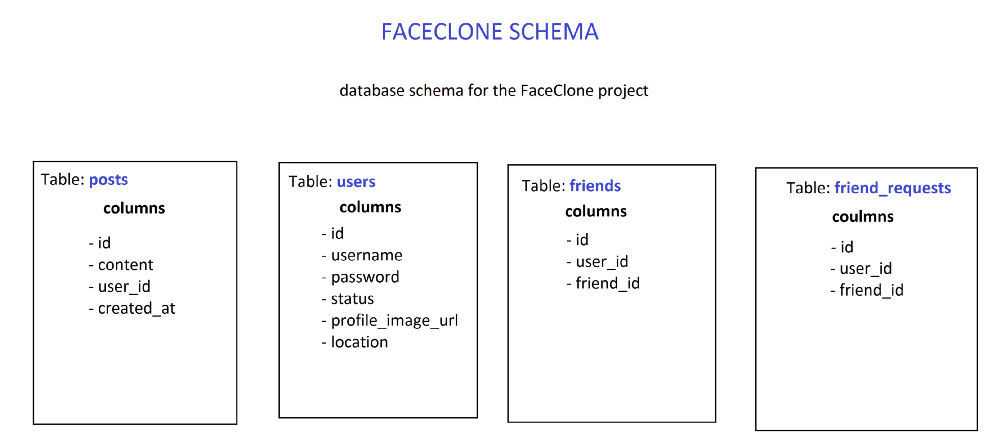 FACECLONE SCHEMA
database schema for the FaceClone project
Table: posts
columns
- id
- content
- user_id
- created_at
Table: users
columns
- id
- username
- password
- status
- profile_image_url
- location
Table: friends
columns
- id
- user_id
- friend_id
Table: friend_requests
coulmns
- id
- user_id
- friend_id